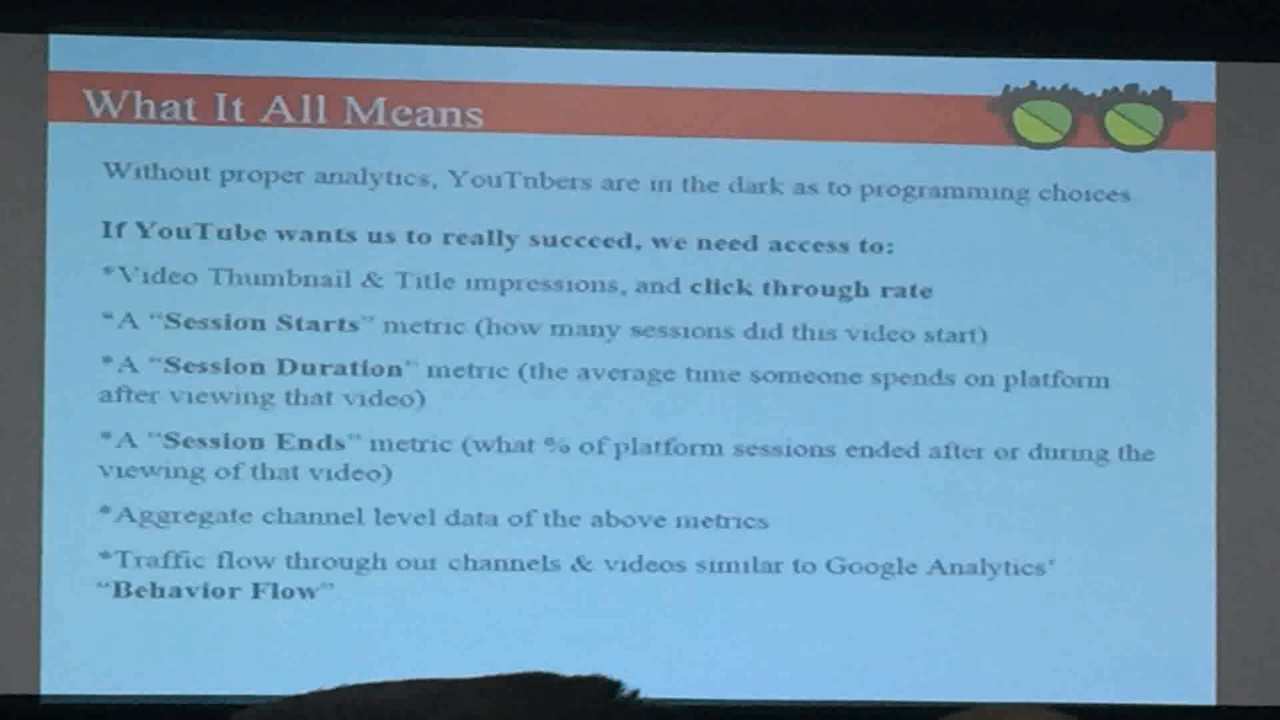 What It All Means
Without proper analytics, YouTubers are in the dark as to programming choices
If YouTube wants us to really succeed, we need access to:
*Video Thumbnail & Title impressions, and click through rate
*A “Session Starts” metric (how many sessions did this video start)
*A “Session Duration” metric (the average time someone spends on platform
after viewing that video)
*A “Session Ends” metric (what % of platform sessions ended after or during the
viewing of that video)
*Aggregate channel level data of the above metrics
*Traffic flow through our channels & videos similar to Google Analytics’
“Behavior Flow”